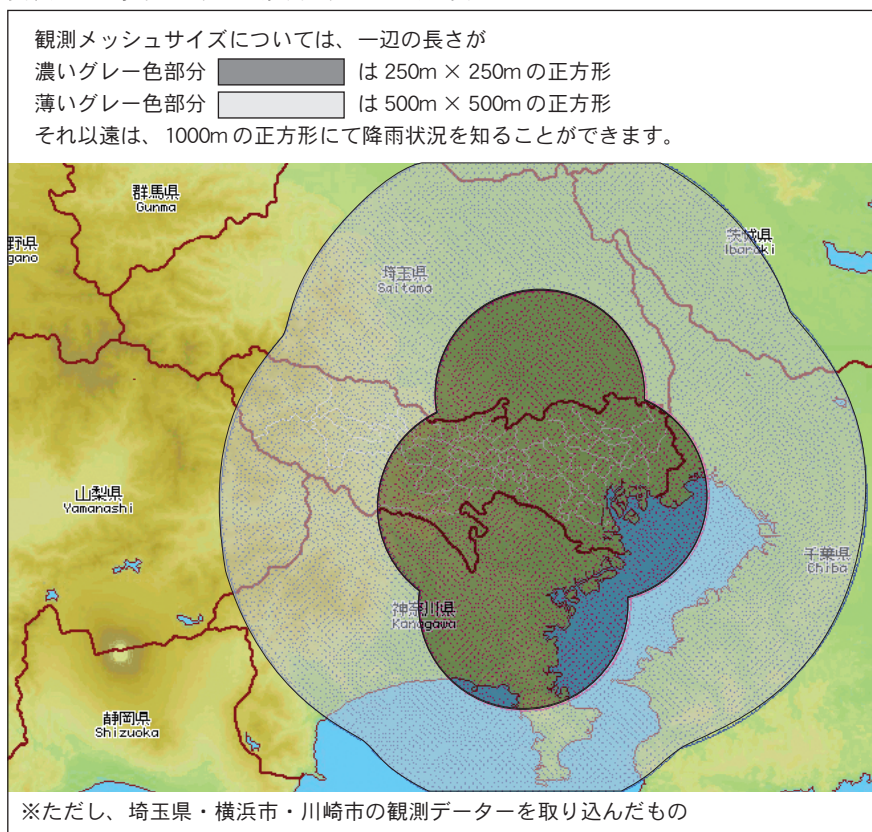 観測メッシュサイズについては、一辺の長さが
濃いグレー色部分 は 250m × 250m の正方形
薄いグレー色部分 は 500m × 500m の正方形
それ以遠は、1000m の正方形にて降雨状況を知ることができます。
群馬県
Gunma
野県
gano
茨城県
Ibaraki
埼玉県
Saitama
山梨県
Yamanashi
千葉県
Chiba
神奈川県
Kanagawa
静岡県
Shizuoka
※ただし、埼玉県・横浜市・川崎市の観測データーを取り込んだもの